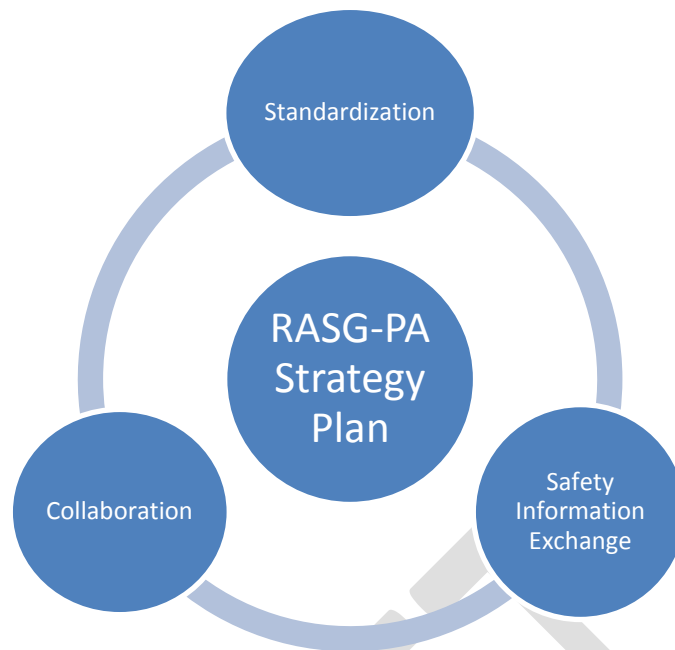 Standardization
RASG-PA
Strategy
Plan
Collaboration
Safety
Information
Exchange